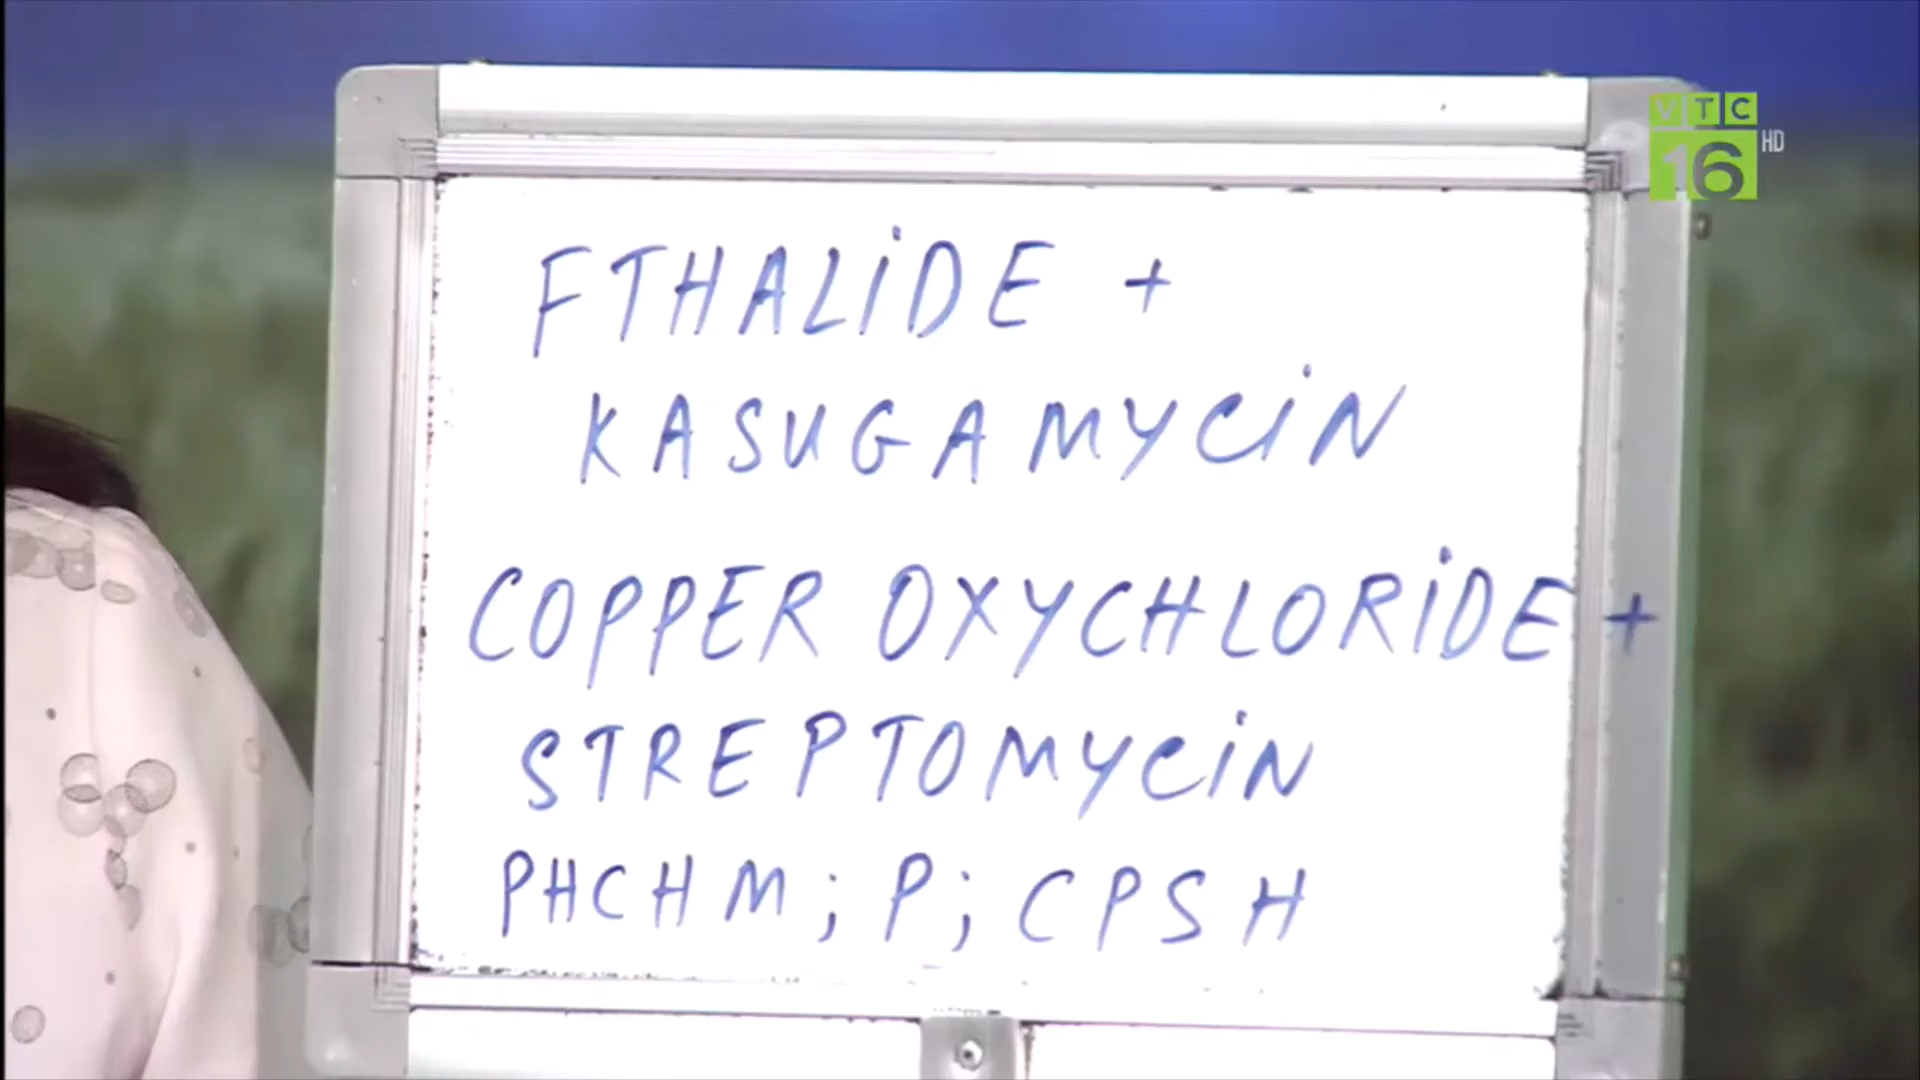 VTC
16 HD
FTHALiDE +
KASUGAMYCiN
COPPER OXYCHLORiDE +
STREPTOMYCiN
PHCHM ; P ; CPSH